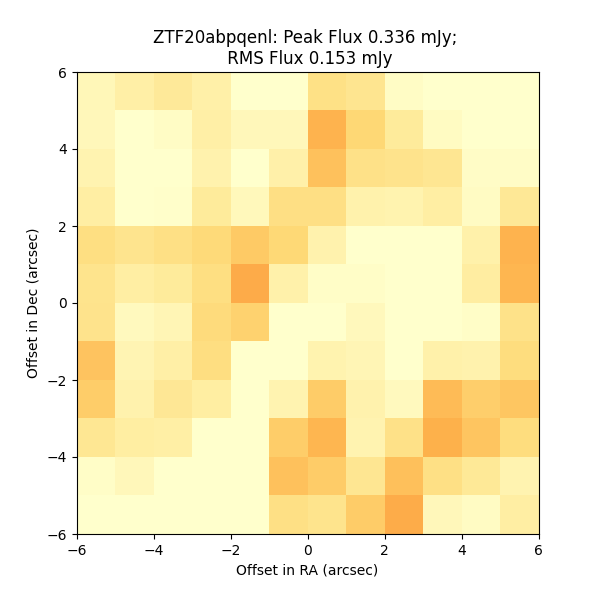 ZTF20abpqenl: Peak Flux 0.336 mJy;
RMS Flux 0.153 mJy
6
4
2
0
−2
−4
−6
Offset in Dec (arcsec)
−6 −4 −2 0 2 4 6
Offset in RA (arcsec)